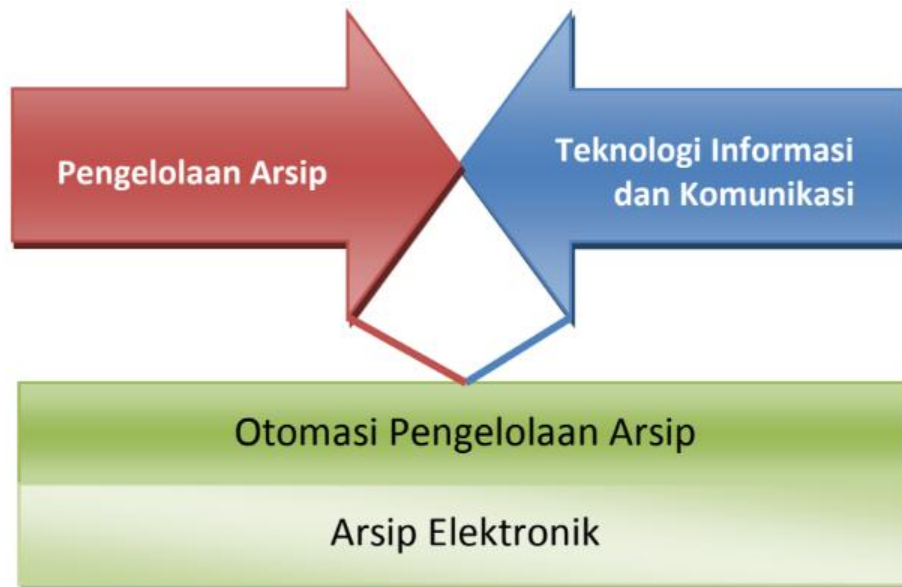 Pengelolaan Arsip
Teknologi Informasi
dan Komunikasi
Otomasi Pengelolaan Arsip
Arsip Elektronik